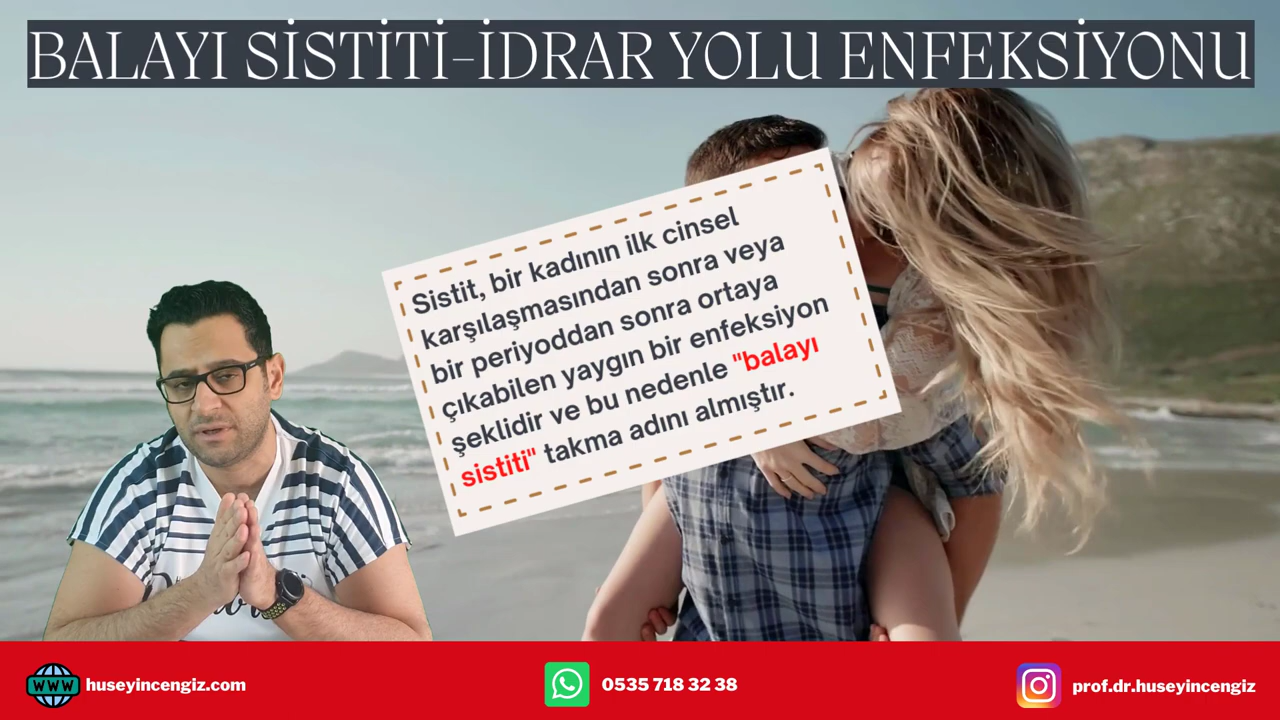 BALAYI SİSTİTİ-İDRAR YOLU ENFEKSİYONU
Sistit, bir kadının ilk cinsel
karşılaşmasından sonra veya
bir periyoddan sonra ortaya
çıkabilen yaygın bir enfeksiyon
şeklidir ve bu nedenle "balayı
sistiti" takma adını almıştır.
WWW huseyincengiz.com
0535 718 32 38
prof.dr.huseyincengiz